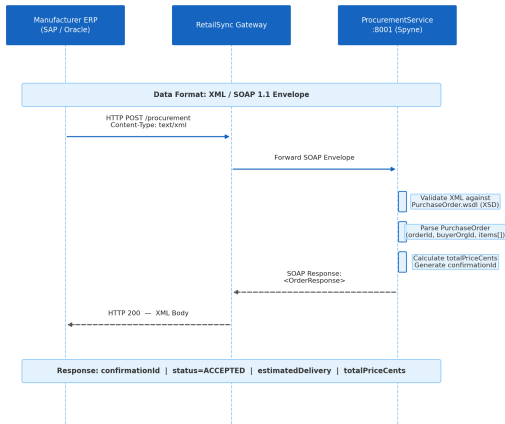 Manufacturer ERP
(SAP / Oracle)
RetailSync Gateway
ProcurementService
:8001 (Spyne)
Data Format: XML / SOAP 1.1 Envelope
HTTP POST /procurement
Content-Type: text/xml
Forward SOAP Envelope
Validate XML against
PurchaseOrder.wsdl (XSD)
Parse PurchaseOrder
(orderId, buyerOrgId, items[])
Calculate totalPriceCents
Generate confirmationId
SOAP Response:
<OrderResponse>
HTTP 200 — XML Body
Response: confirmationId | status=ACCEPTED | estimatedDelivery | totalPriceCents